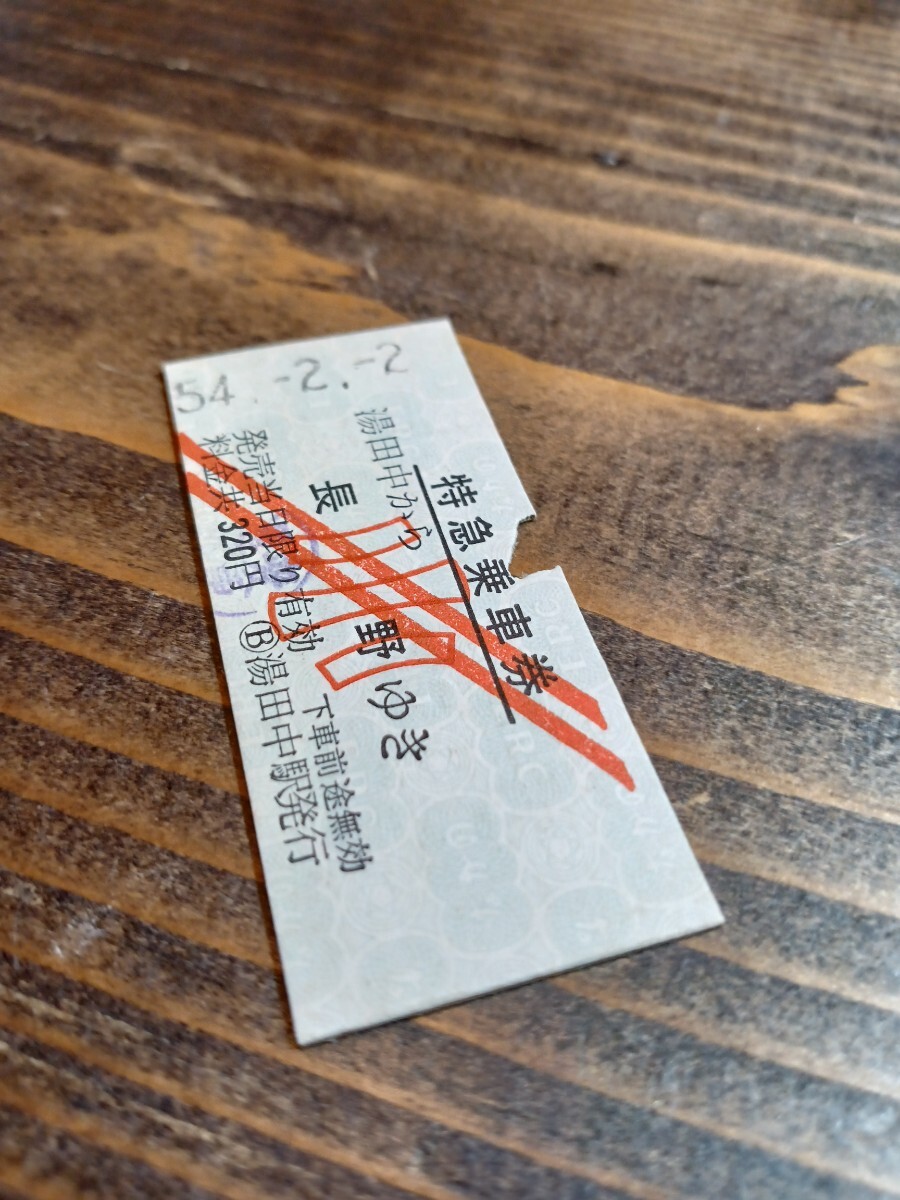 54.-2.-2
特急乗車券
湯田中から
長野ゆき
発売当日限り有効 下車前途無効
料金共320円 Ⓑ湯田中駅発行